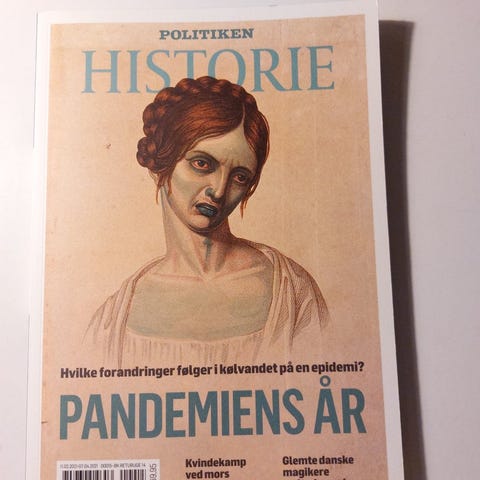 POLITIKEN
HISTORIE
Hvilke forandringer følger i kølvandet på en epidemi?
PANDEMIENS ÅR
Kvindekamp
ved mors
Glemte danske
magikere